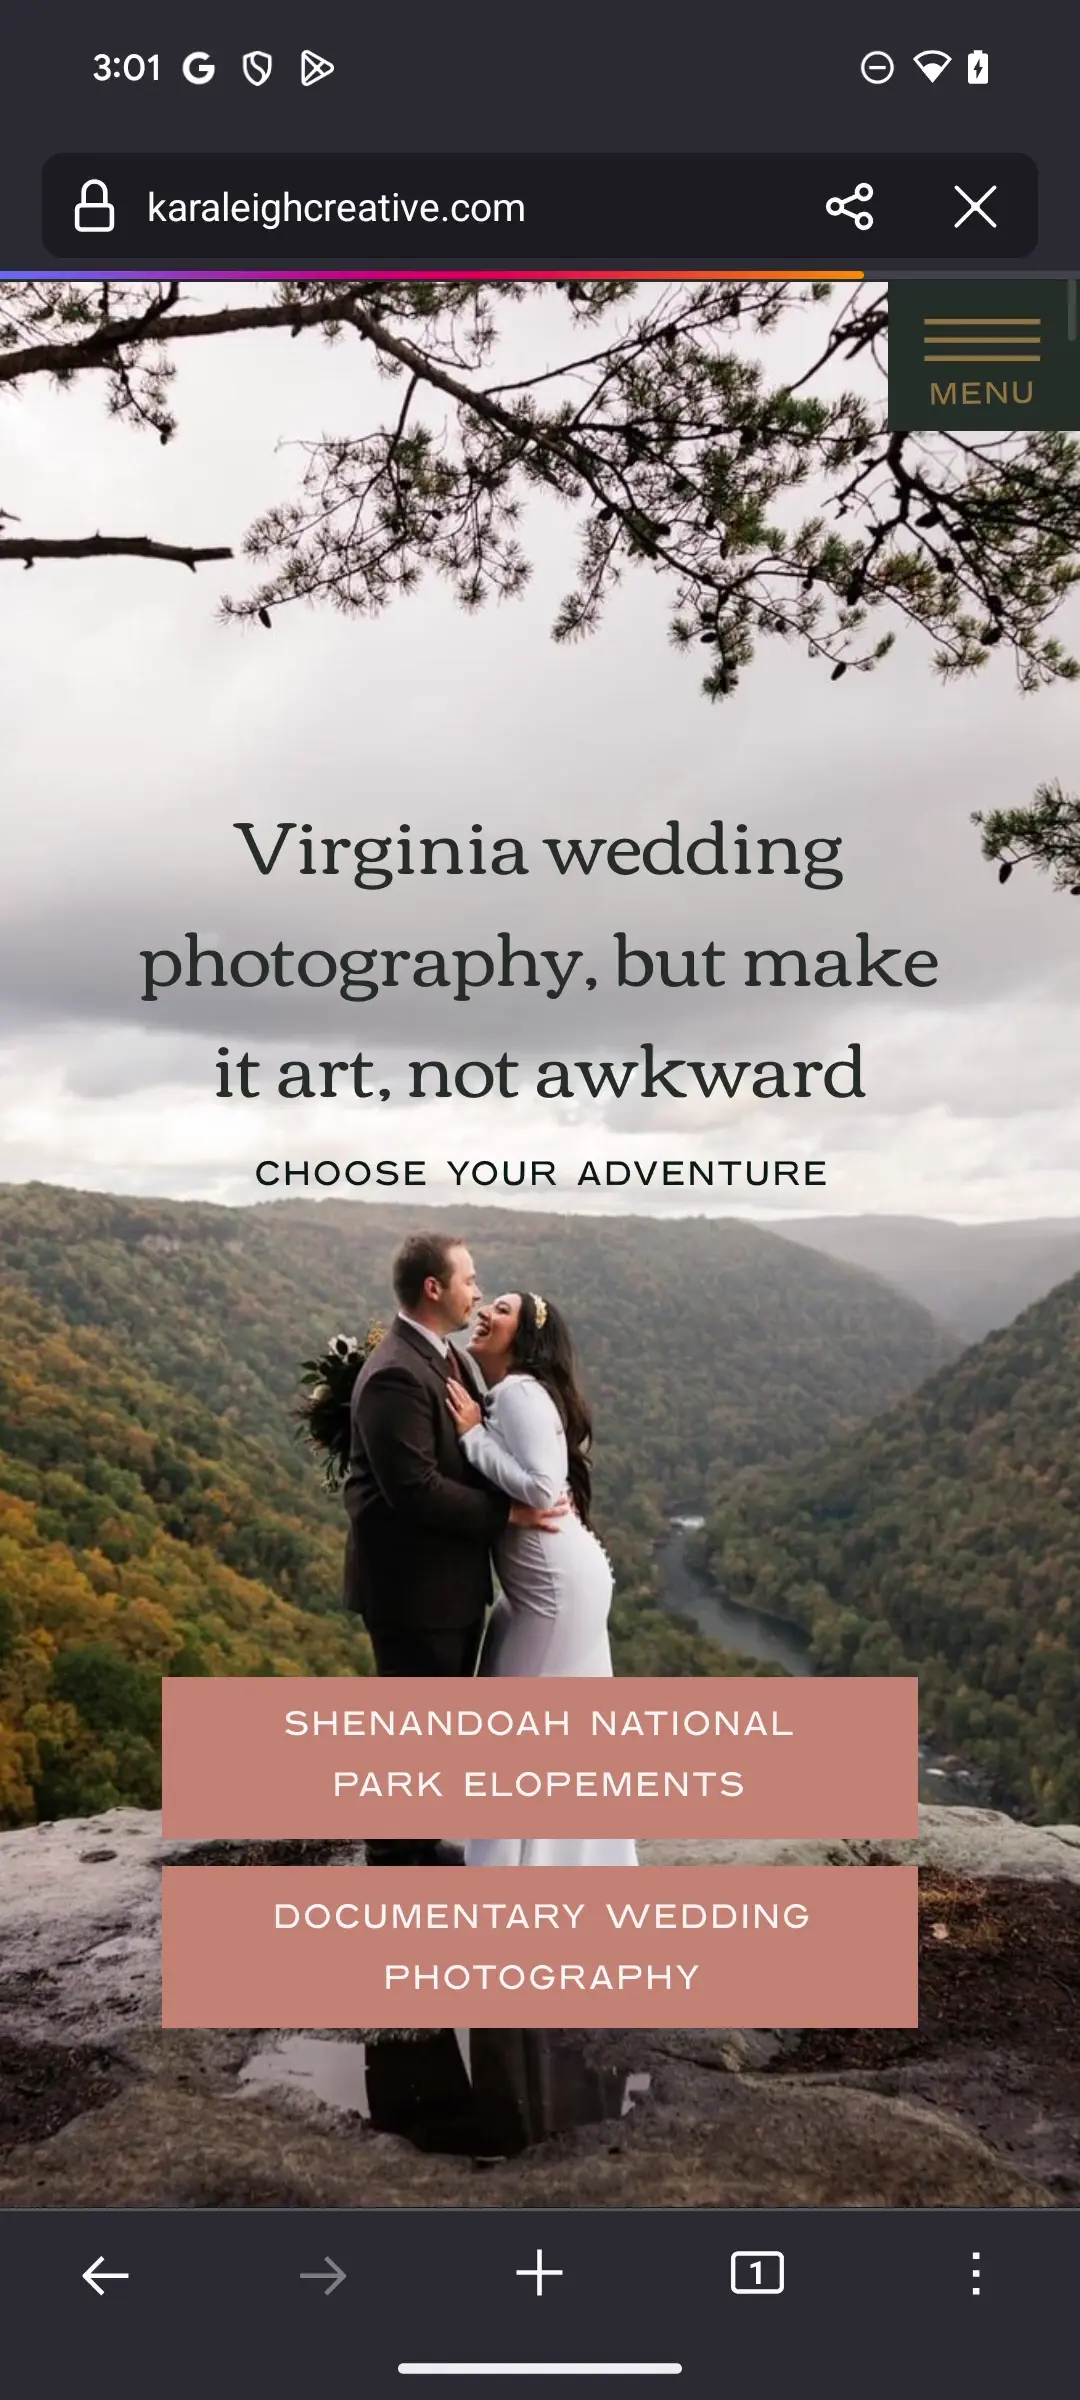 3:01
karaleighcreative.com
MENU
Virginia wedding
photography, but make
it art, not awkward
CHOOSE YOUR ADVENTURE
SHENANDOAH NATIONAL
PARK ELOPEMENTS
DOCUMENTARY WEDDING
PHOTOGRAPHY
1